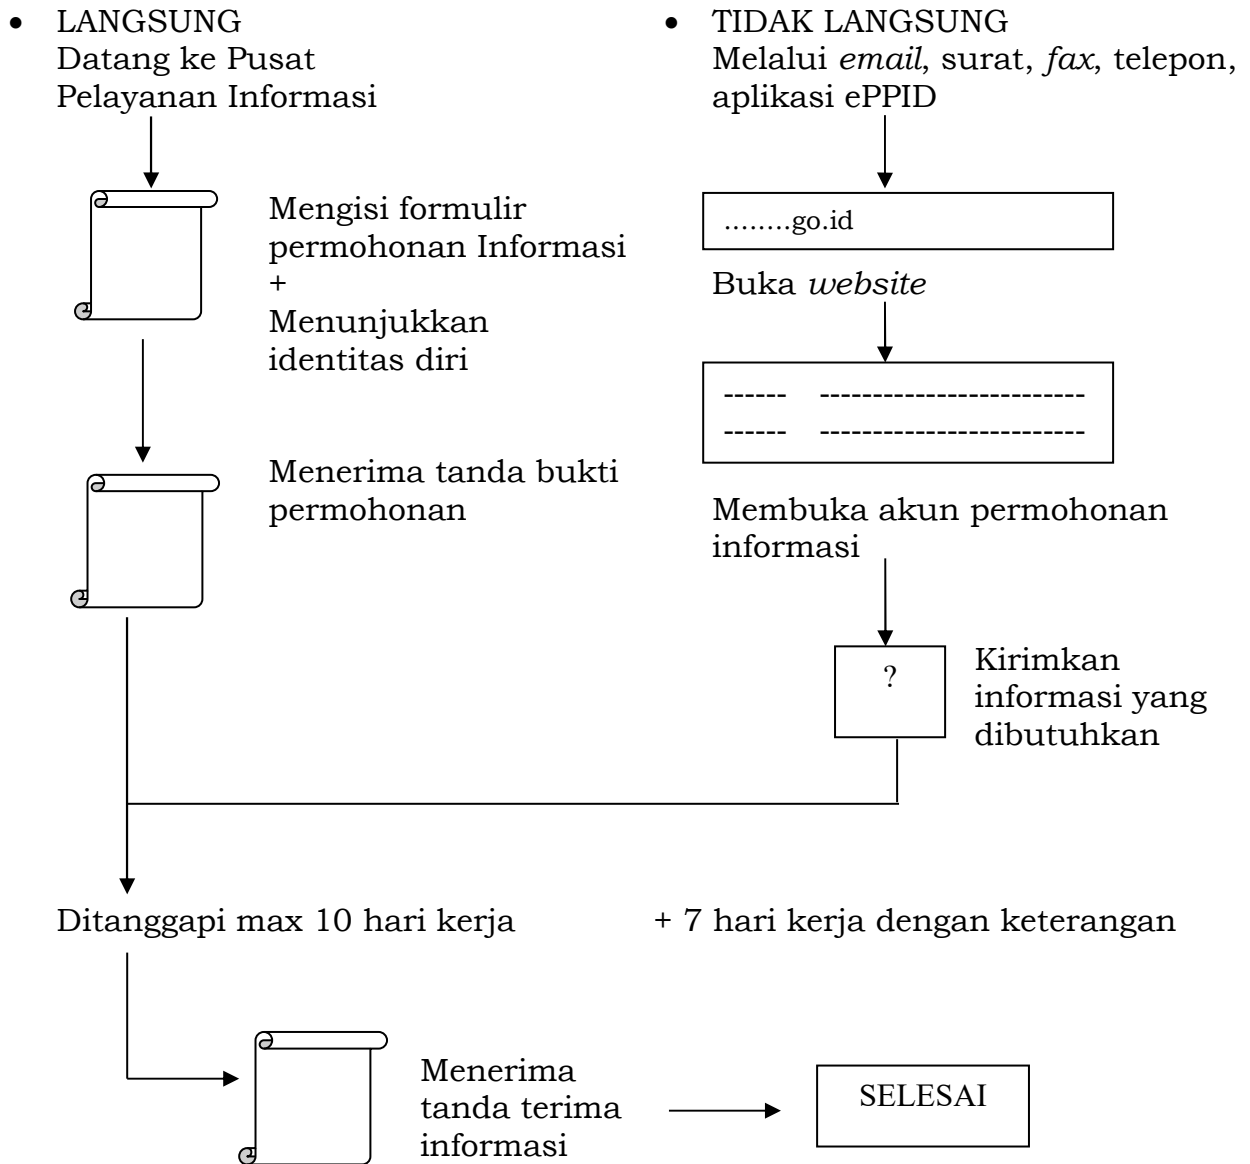 • LANGSUNG
Datang ke Pusat
Pelayanan Informasi
Mengisi formulir
permohonan Informasi
+
Menunjukkan
identitas diri
Menerima tanda bukti
permohonan
• TIDAK LANGSUNG
Melalui email, surat, fax, telepon,
aplikasi ePPID
........go.id
Buka website
------ -------------------------
------ -------------------------
Membuka akun permohonan
informasi
?
Kirimkan
informasi yang
dibutuhkan
Ditanggapi max 10 hari kerja + 7 hari kerja dengan keterangan
Menerima
tanda terima
informasi
SELESAI